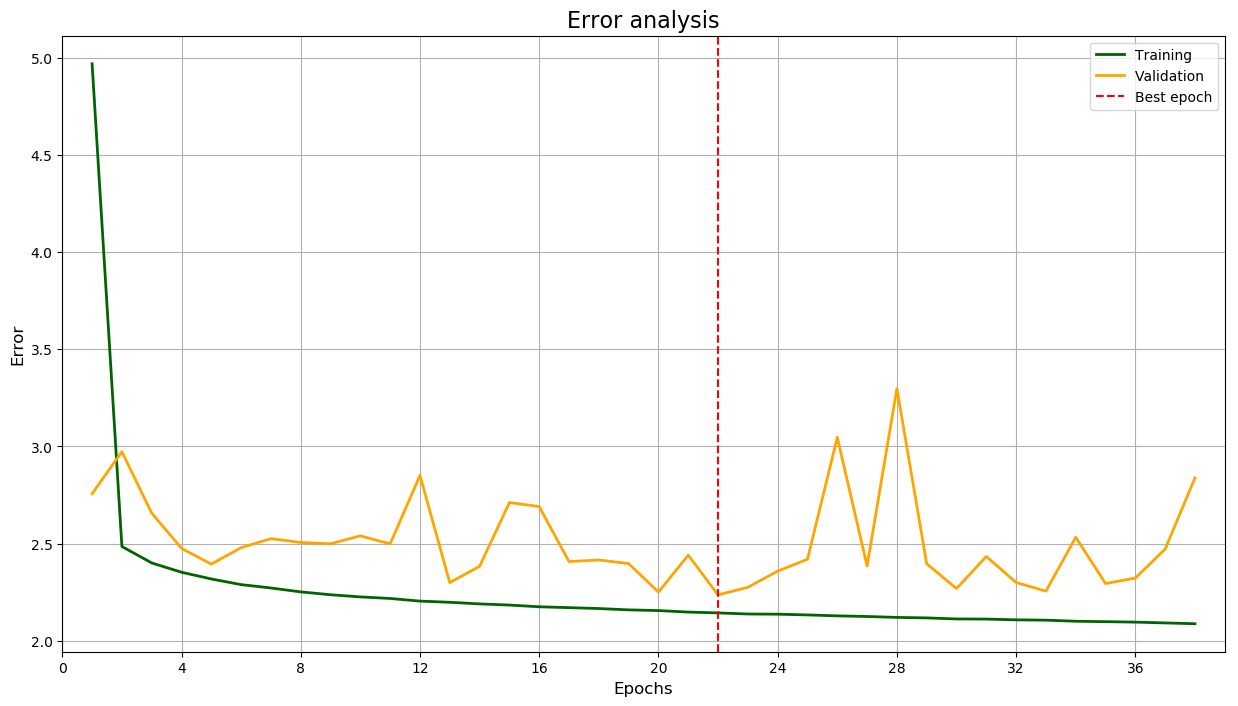 Error analysis
Training
Validation
Best epoch
5.0
4.5
4.0
3.5
3.0
2.5
2.0
Error
0 4 8 12 16 20 24 28 32 36
Epochs